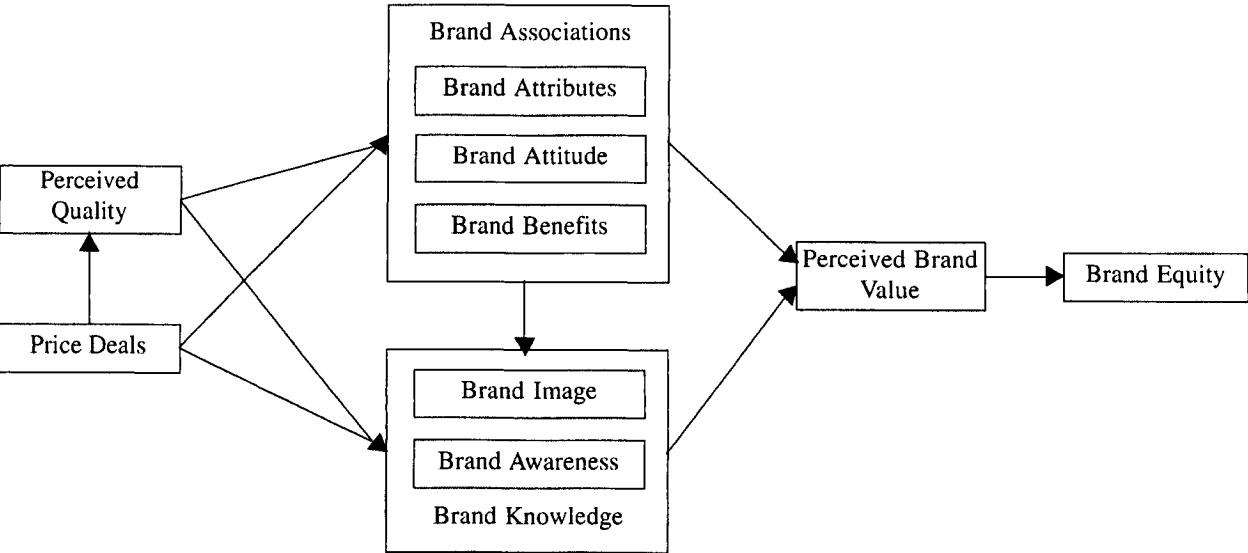 Brand Associations
Brand Attributes
Brand Attitude
Brand Benefits
Perceived
Quality
Price Deals
Perceived Brand
Value
Brand Equity
Brand Image
Brand Awareness
Brand Knowledge